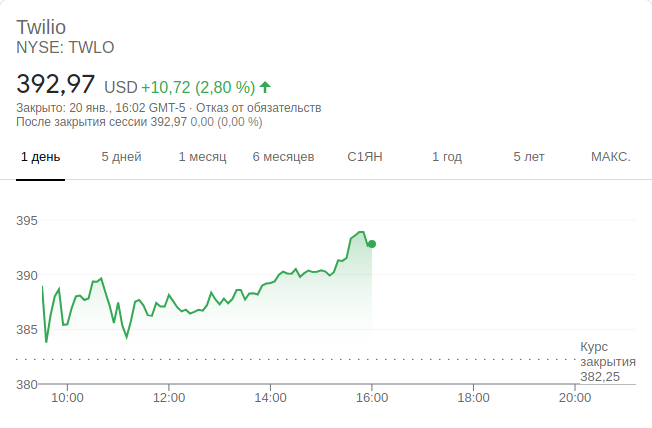 Twilio
NYSE: TWLO
392,97 USD +10,72 (2,80 %)
Закрыто: 20 янв., 16:02 GMT-5 · Отказ от обязательств
После закрытия сессии 392,97 0,00 (0,00 %)
1 день 5 дней 1 месяц 6 месяцев С1ЯН 1 год 5 лет МАКС.
395
390
385
Курс
закрытия
382,25
380
10:00 12:00 14:00 16:00 18:00 20:00